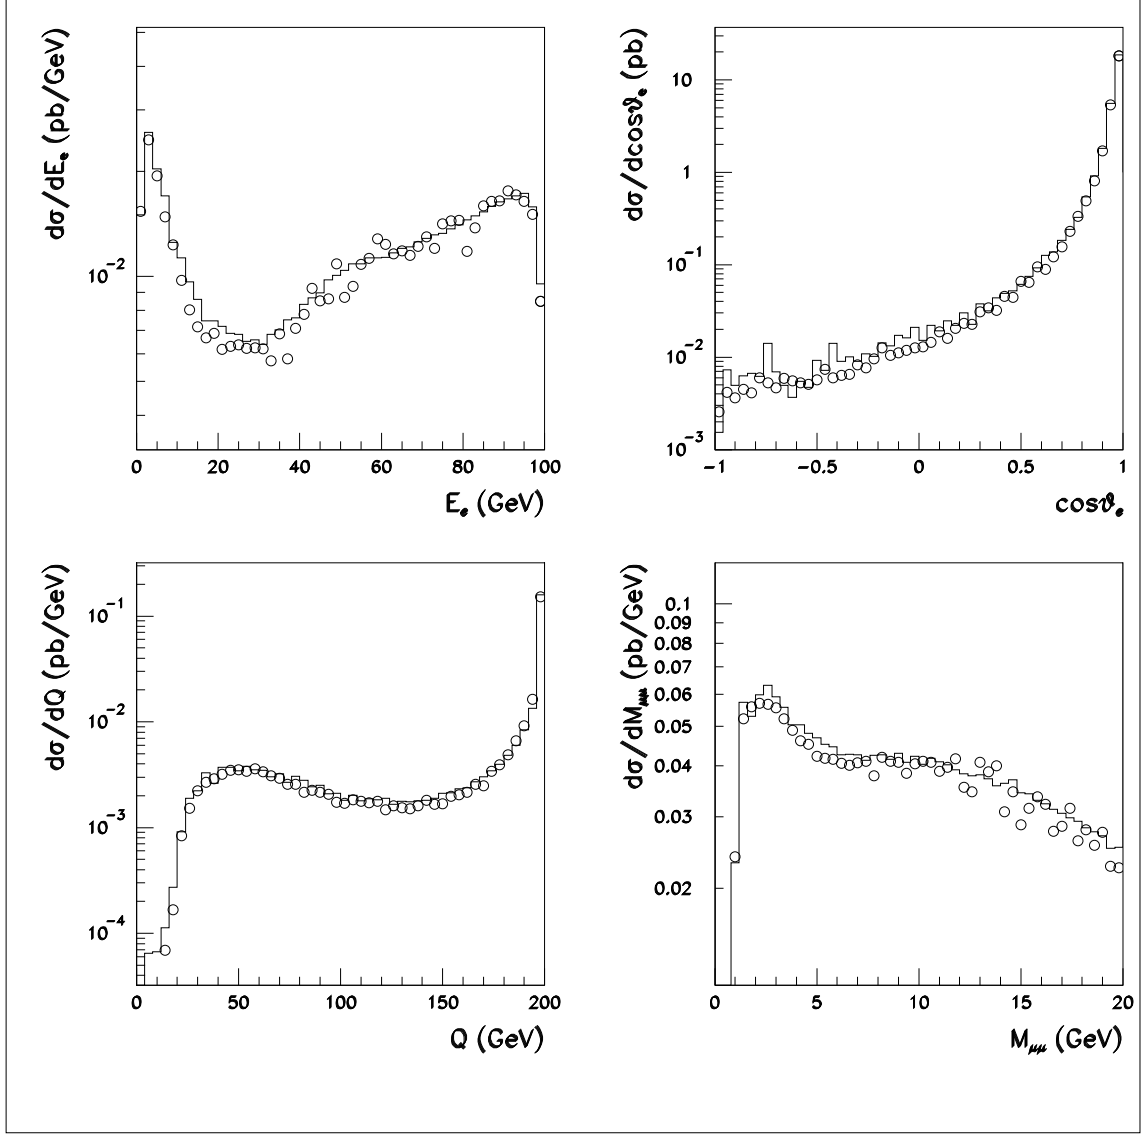 dσ/dE_e (pb/GeV)
10^-2
0 20 40 60 80 100
E_e (GeV)
dσ/dcosϑ_e (pb)
10
1
10^-1
10^-2
10^-3
-1 -0.5 0 0.5 1
cosϑ_e
dσ/dQ (pb/GeV)
10^-1
10^-2
10^-3
10^-4
0 50 100 150 200
Q (GeV)
dσ/dM_μμ (pb/GeV)
0.1
0.09
0.08
0.07
0.06
0.05
0.04
0.03
0.02
0 5 10 15 20
M_μμ (GeV)